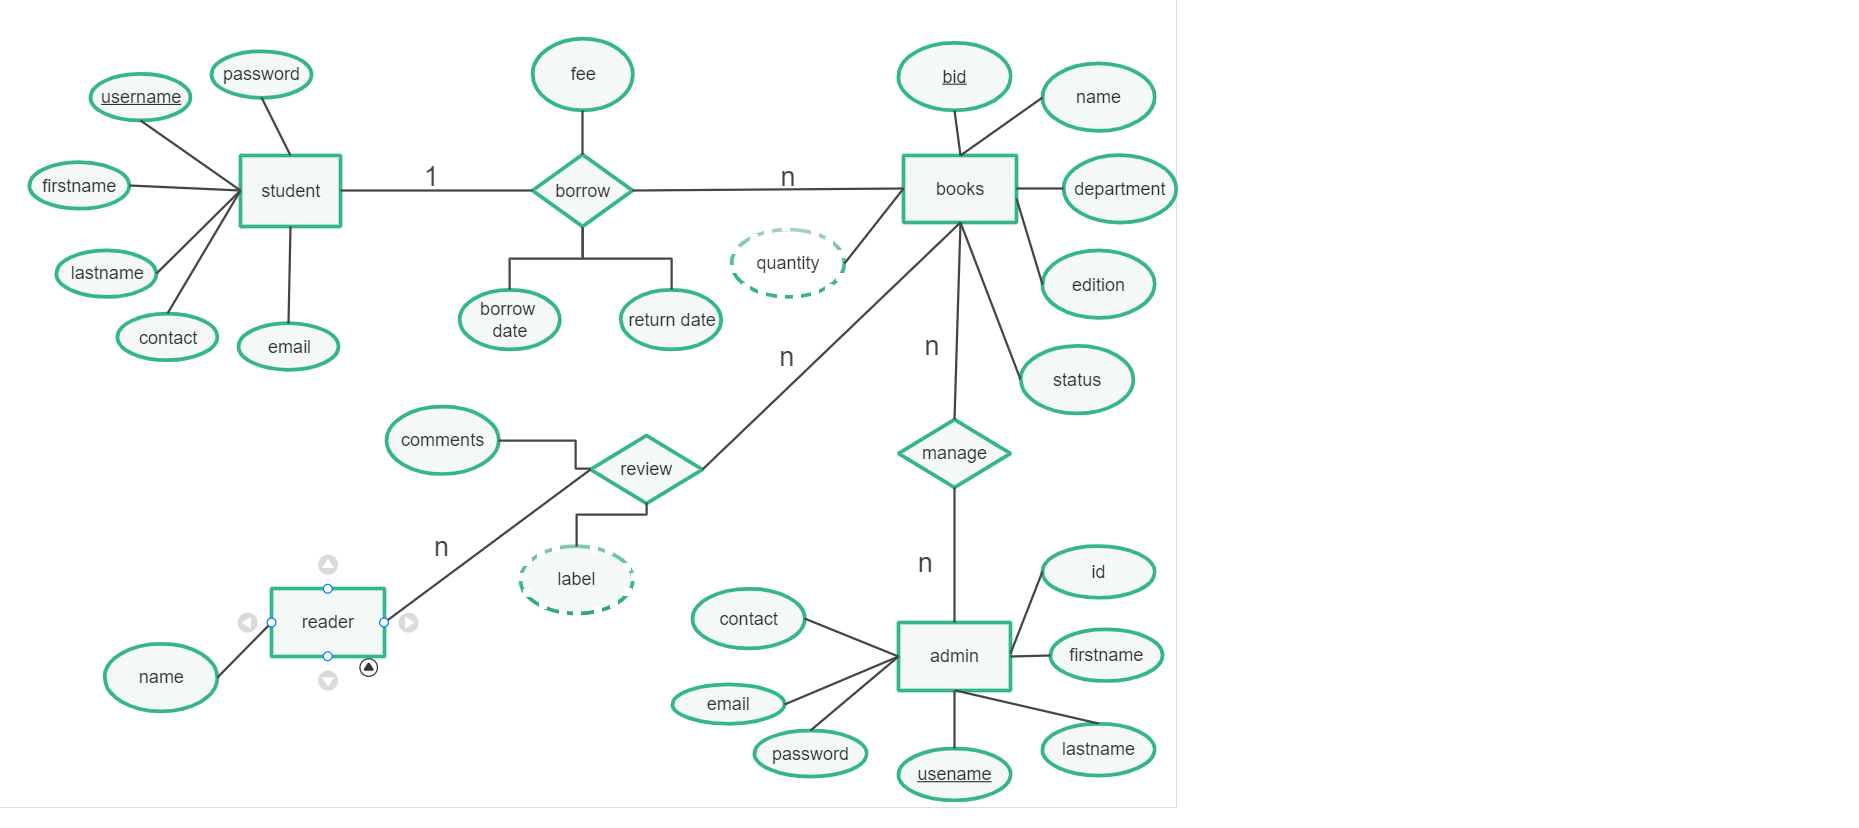 fee
password
bid
username
name
1
n
firstname
student
borrow
books
department
lastname
quantity
borrow
date
return date
edition
contact
email
n
n
status
comments
review
manage
n
n
label
id
reader
contact
admin
firstname
name
email
password
usename
lastname